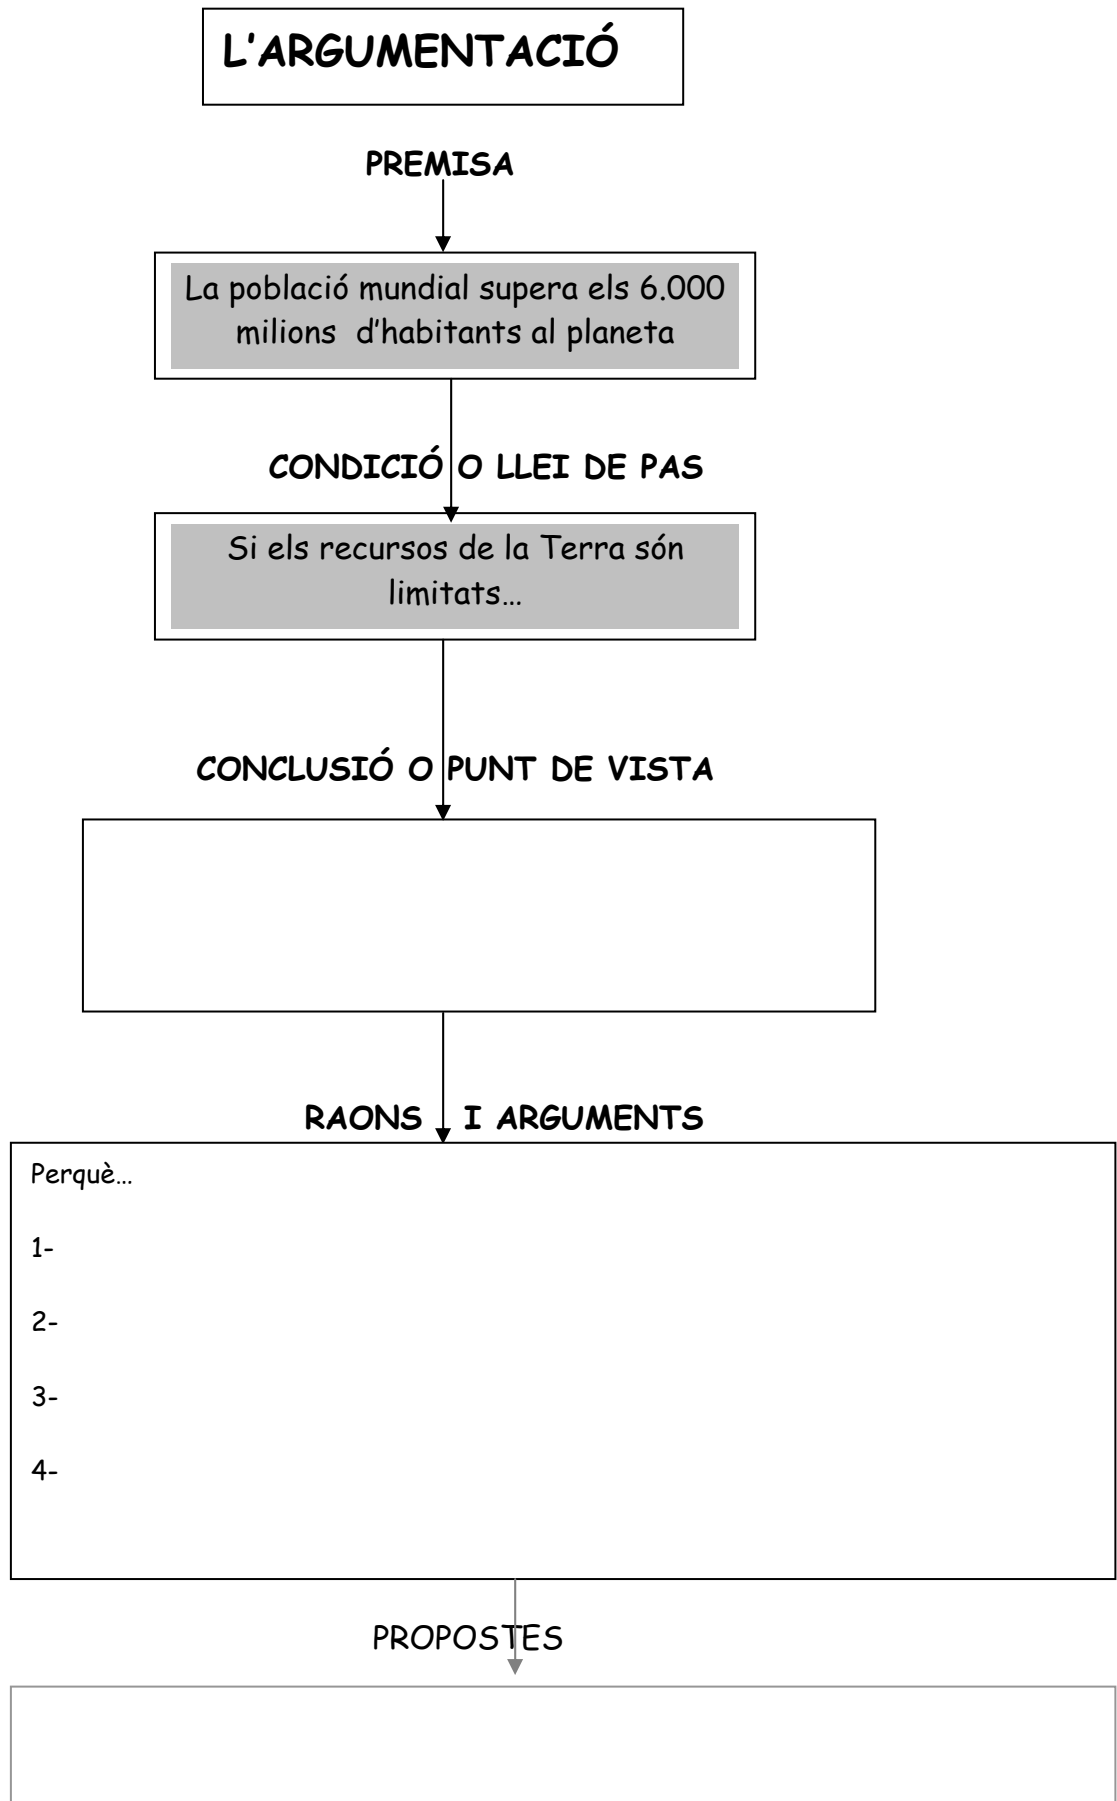 L'ARGUMENTACIÓ
PREMISA
La població mundial supera els 6.000
milions d'habitants al planeta
CONDICIÓ O LLEI DE PAS
Si els recursos de la Terra són
limitats…
CONCLUSIÓ O PUNT DE VISTA
RAONS I ARGUMENTS
Perquè…
1-
2-
3-
4-
PROPOSTES